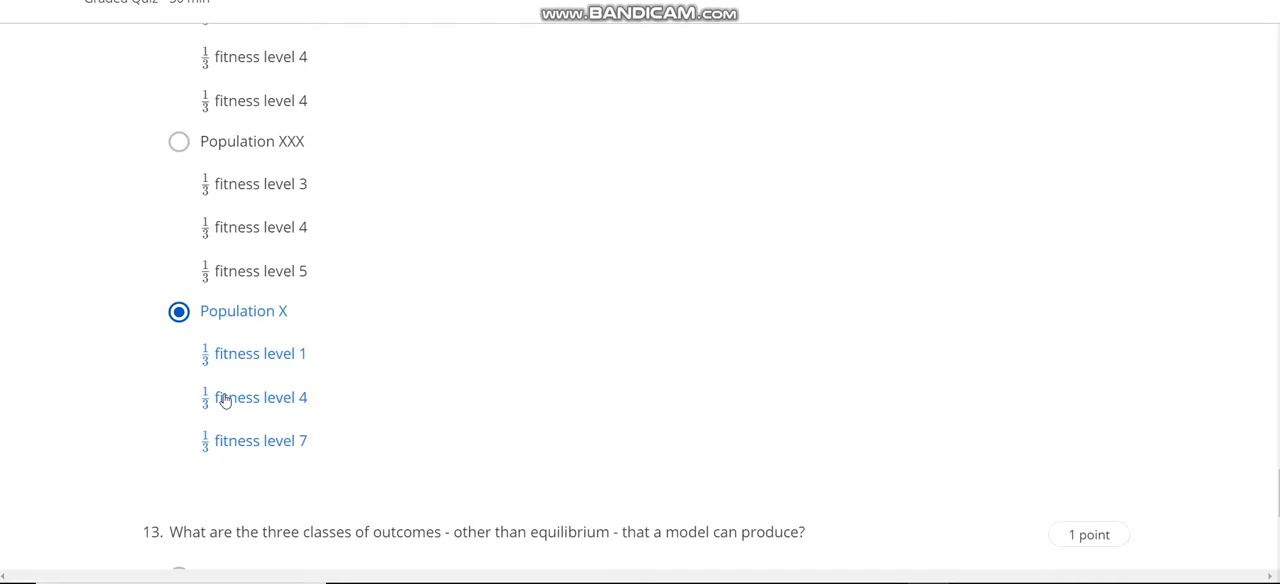 Graded Quiz • 30 min
www.BANDICAM.com
1/3 fitness level 4
1/3 fitness level 4
Population XXX
1/3 fitness level 3
1/3 fitness level 4
1/3 fitness level 5
Population X
1/3 fitness level 1
1/3 fitness level 4
1/3 fitness level 7
13. What are the three classes of outcomes - other than equilibrium - that a model can produce?
1 point